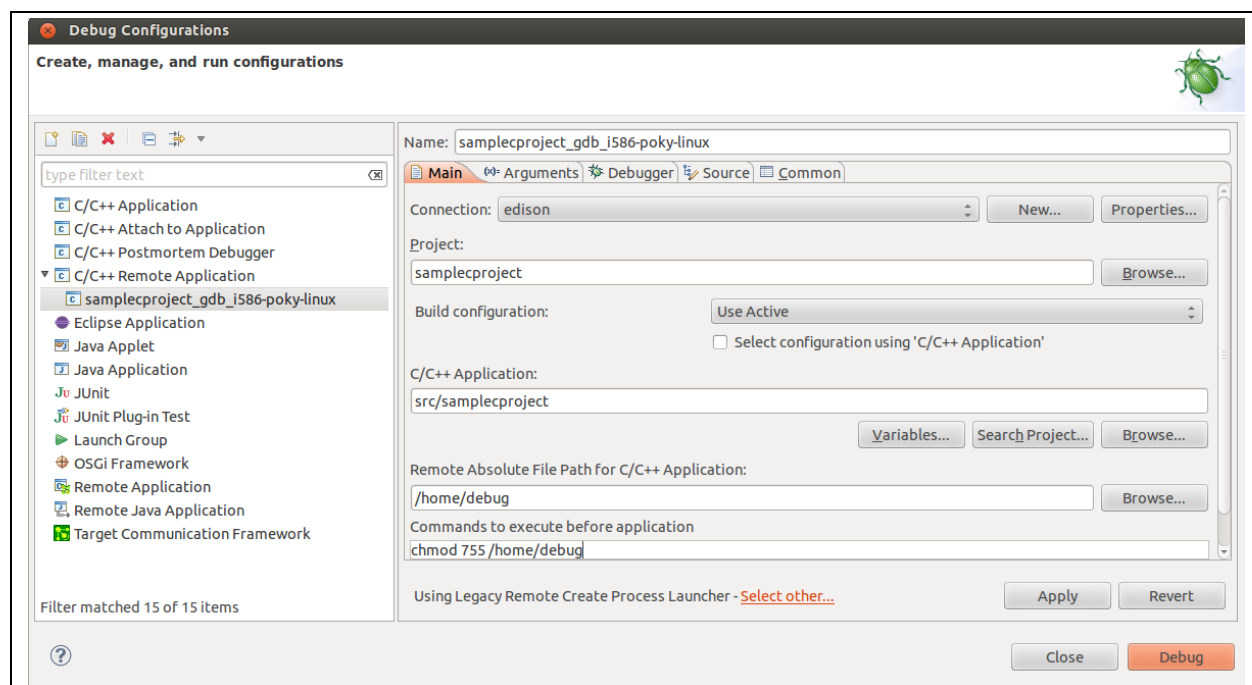 Debug Configurations
Create, manage, and run configurations
type filter text
C/C++ Application
C/C++ Attach to Application
C/C++ Postmortem Debugger
C/C++ Remote Application
samplecproject_gdb_i586-poky-linux
Eclipse Application
Java Applet
Java Application
Ju JUnit
JUnit Plug-in Test
Launch Group
OSGi Framework
Remote Application
Remote Java Application
Target Communication Framework
Filter matched 15 of 15 items
Name: samplecproject_gdb_i586-poky-linux
Main (x)= Arguments Debugger Source Common
Connection: edison New... Properties...
Project:
samplecproject Browse...
Build configuration: Use Active
Select configuration using 'C/C++ Application'
C/C++ Application:
src/samplecproject
Variables... Search Project... Browse...
Remote Absolute File Path for C/C++ Application:
/home/debug Browse...
Commands to execute before application
chmod 755 /home/debug
Using Legacy Remote Create Process Launcher - Select other... Apply Revert
? Close Debug